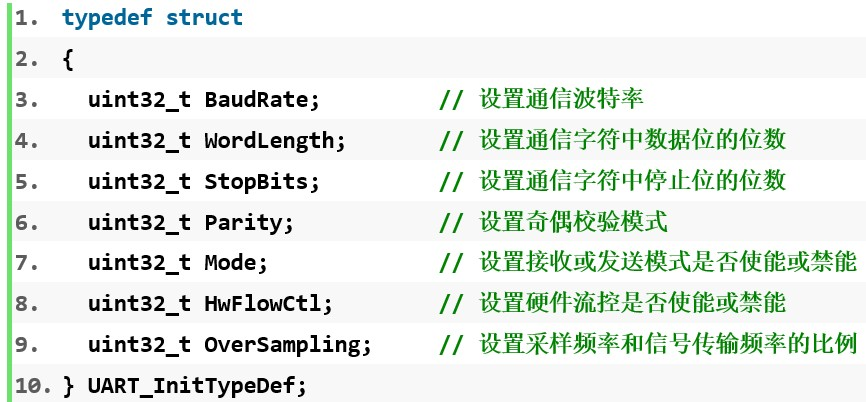 1. typedef struct
2. {
3. uint32_t BaudRate; // 设置通信波特率
4. uint32_t WordLength; // 设置通信字符中数据位的位数
5. uint32_t StopBits; // 设置通信字符中停止位的位数
6. uint32_t Parity; // 设置奇偶校验模式
7. uint32_t Mode; // 设置接收或发送模式是否使能或禁能
8. uint32_t HwFlowCtl; // 设置硬件流控是否使能或禁能
9. uint32_t OverSampling; // 设置采样频率和信号传输频率的比例
10. } UART_InitTypeDef;